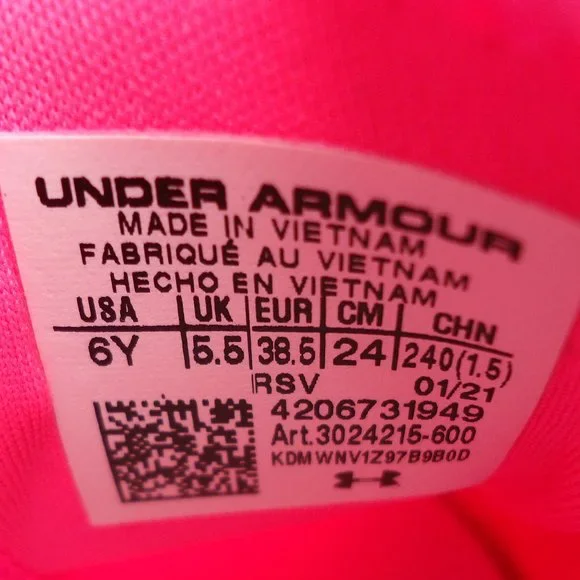 UNDER ARMOUR
MADE IN VIETNAM
FABRIQUÉ AU VIETNAM
HECHO EN VIETNAM
USA UK EUR CM CHN
6Y 5.5 38.5 24 240(1.5)
RSV 01/21
4206731949
Art.3024215-600
KDMWNV1Z97B9B0D